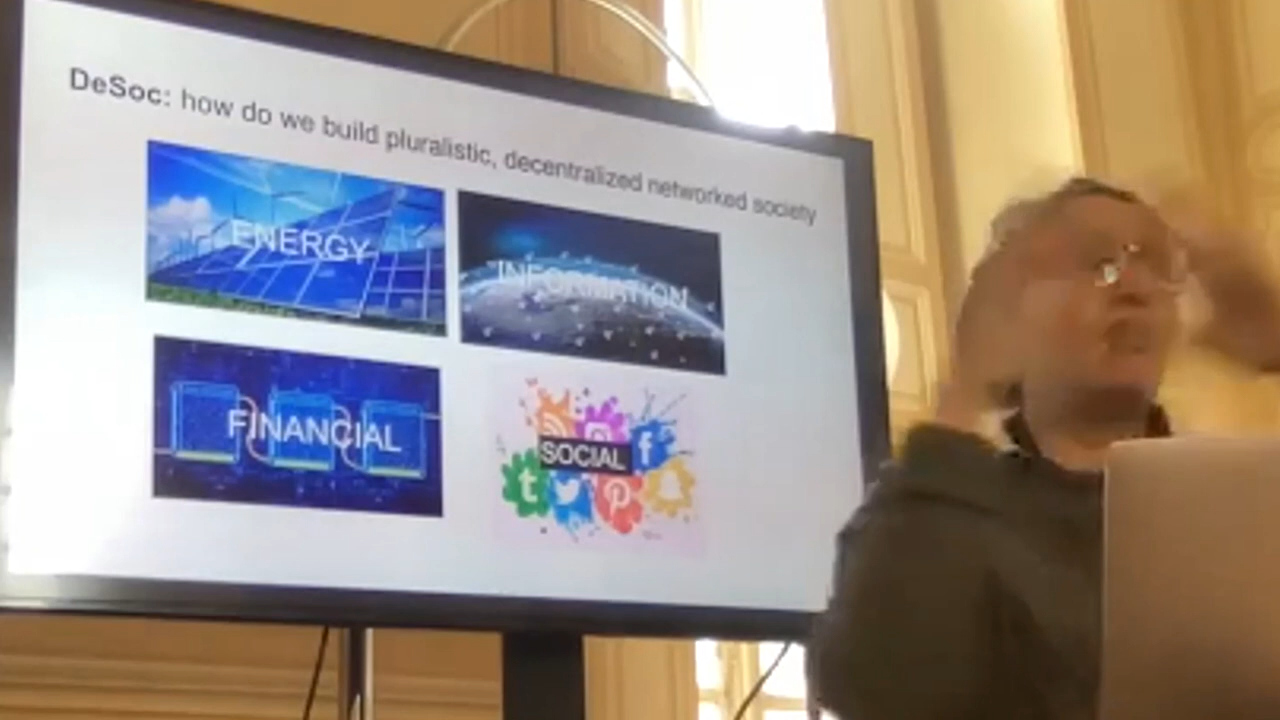 DeSoc: how do we build pluralistic, decentralized networked society
ENERGY
INFORMATION
FINANCIAL
SOCIAL
f
t